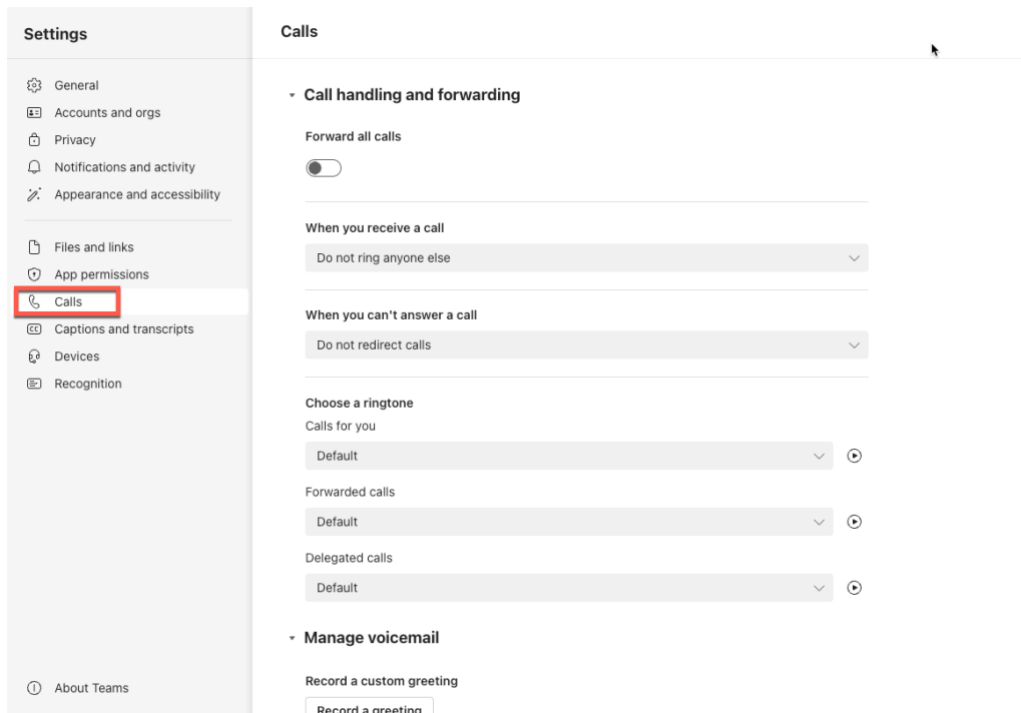 Settings
General
Accounts and orgs
Privacy
Notifications and activity
Appearance and accessibility
Files and links
App permissions
Calls
CC Captions and transcripts
Devices
Recognition
About Teams
Calls
Call handling and forwarding
Forward all calls
When you receive a call
Do not ring anyone else
When you can't answer a call
Do not redirect calls
Choose a ringtone
Calls for you
Default
Forwarded calls
Default
Delegated calls
Default
Manage voicemail
Record a custom greeting
Record a greeting